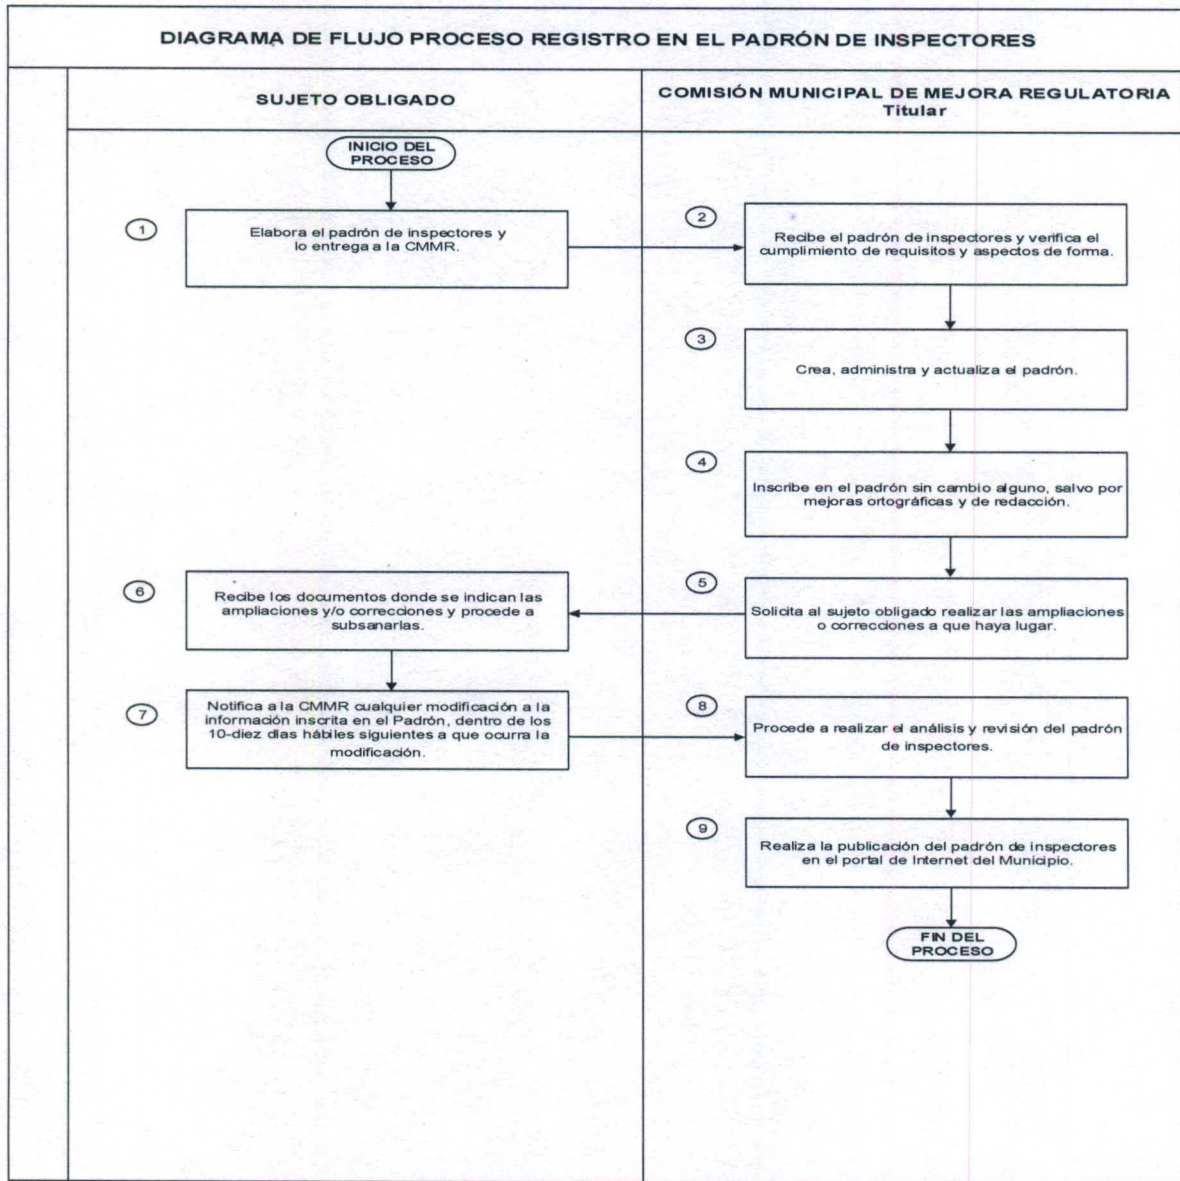 DIAGRAMA DE FLUJO PROCESO REGISTRO EN EL PADRÓN DE INSPECTORES
SUJETO OBLIGADO
COMISIÓN MUNICIPAL DE MEJORA REGULATORIA
Titular
INICIO DEL
PROCESO
1
Elabora el padrón de inspectores y
lo entrega a la CMMR.
2
Recibe el padrón de inspectores y verifica el
cumplimiento de requisitos y aspectos de forma.
3
Crea, administra y actualiza el padrón.
4
Inscribe en el padrón sin cambio alguno, salvo por
mejoras ortográficas y de redacción.
5
Solicita al sujeto obligado realizar las ampliaciones
o correcciones a que haya lugar.
6
Recibe los documentos donde se indican las
ampliaciones y/o correcciones y procede a
subsanarlas.
7
Notifica a la CMMR cualquier modificación a la
información inscrita en el Padrón, dentro de los
10-diez días hábiles siguientes a que ocurra la
modificación.
8
Procede a realizar el análisis y revisión del padrón
de inspectores.
9
Realiza la publicación del padrón de inspectores
en el portal de Internet del Municipio.
FIN DEL
PROCESO